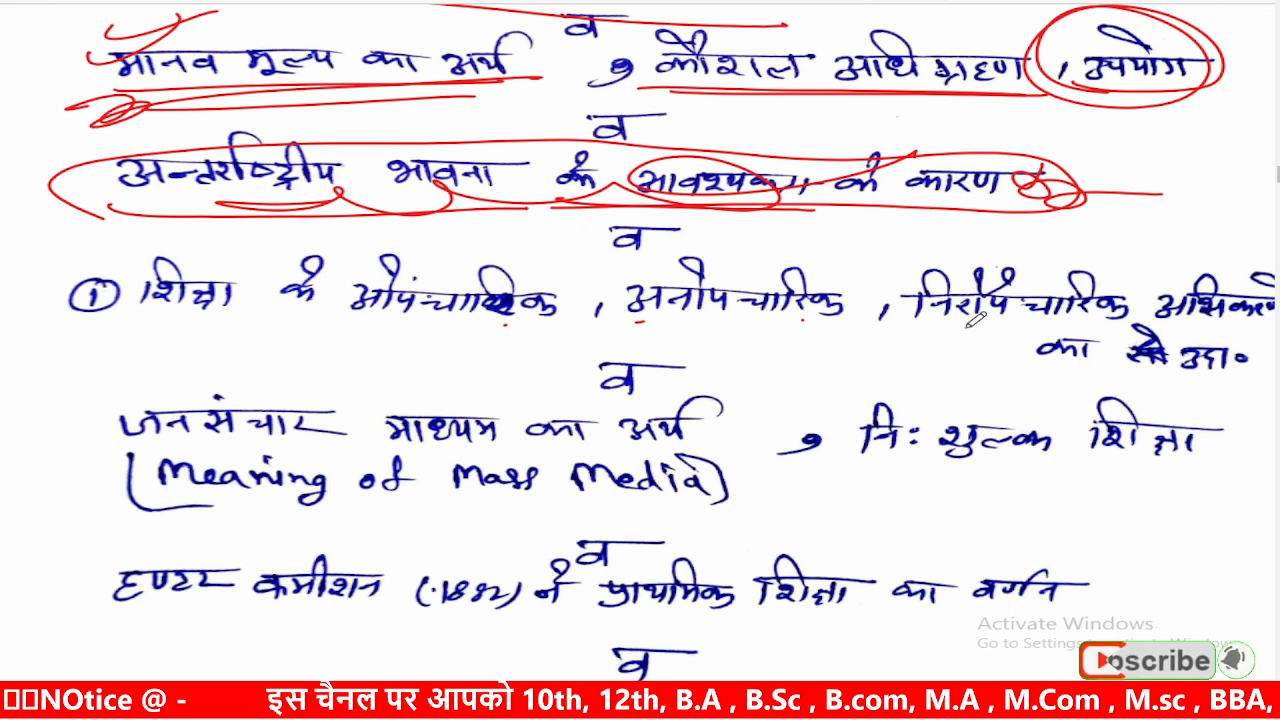 व
मानव मूल्य का अर्थ , कौशल अधिग्रहण , उपयोग
व
अन्तर्राष्ट्रीय भावना के आवश्यकता के कारण
व
① शिक्षा के औपचारिक , अनौपचारिक , निरौपचारिक अभिकरणों
का उदा०
व
जनसंचार माध्यम का अर्थ , निः शुल्क शिक्षा
(Meaning of Mass Media)
व
हण्टर कमीशन (1882) ने प्राथमिक शिक्षा का वर्णन
व
Activate Windows
Go to Settings
oscribe
NOtice @ - इस चैनल पर आपको 10th, 12th, B.A , B.Sc , B.com, M.A , M.Com , M.sc , BBA,